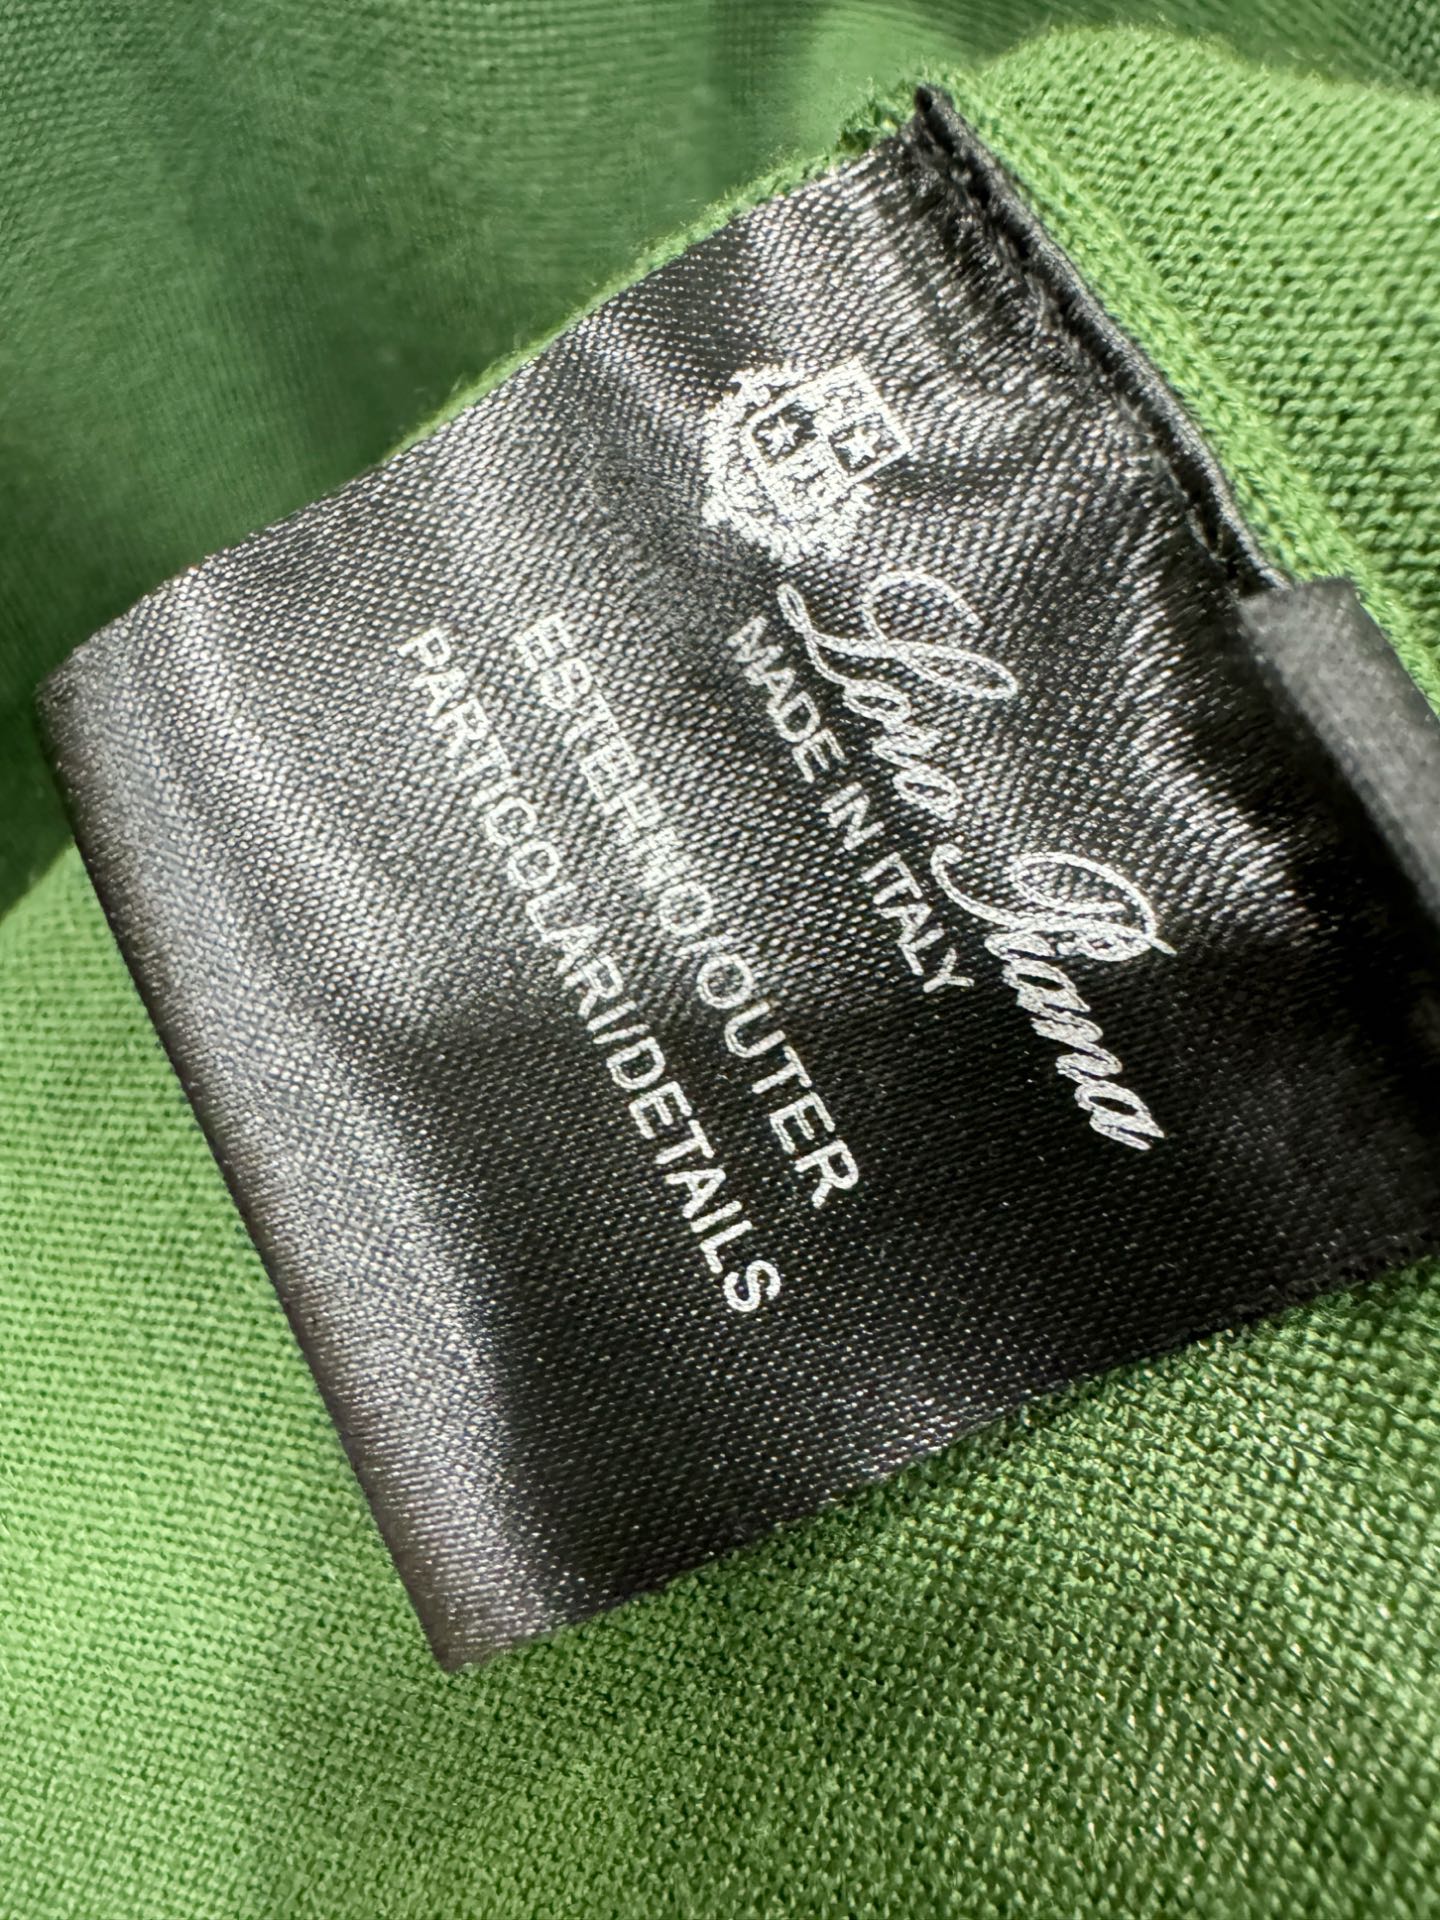 Loro Piana
MADE IN ITALY
ESTERNO/OUTER
PARTICOLARI/DETAILS